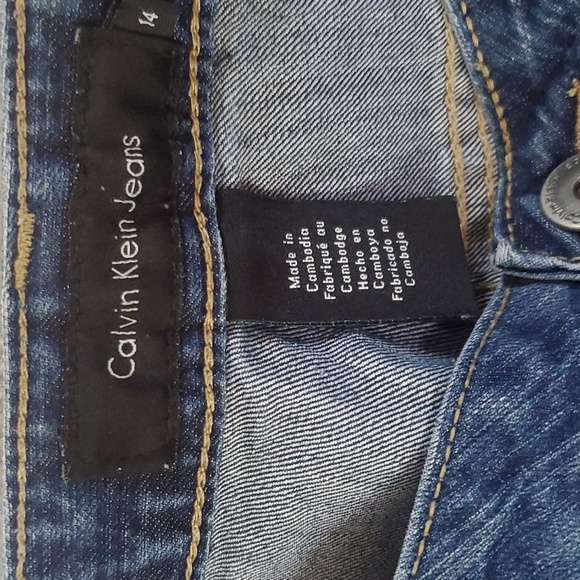 14
Calvin Klein Jeans
Made in
Cambodia
Fabriqué au
Cambodge
Hecho en
Camboya
Fabricado no
Camboja